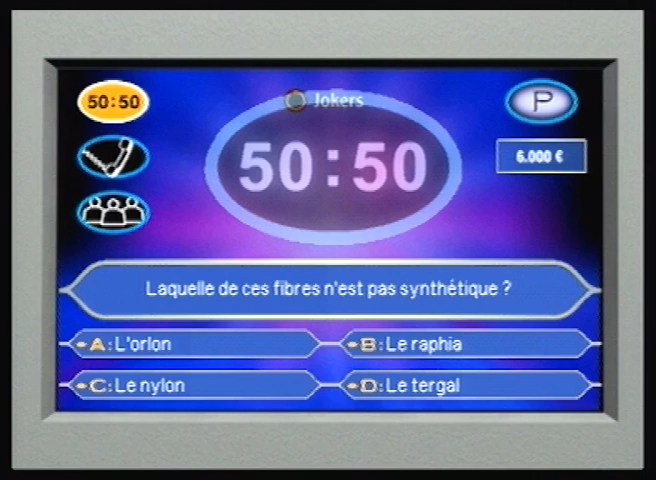 50:50
Jokers
P
50:50
6.000 €
Laquelle de ces fibres n'est pas synthétique ?
A: L'orlon
B: Le raphia
C: Le nylon
D: Le tergal